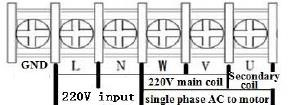 GND L N W V U
220V main coil Secondary coil
220V input single phase AC to motor